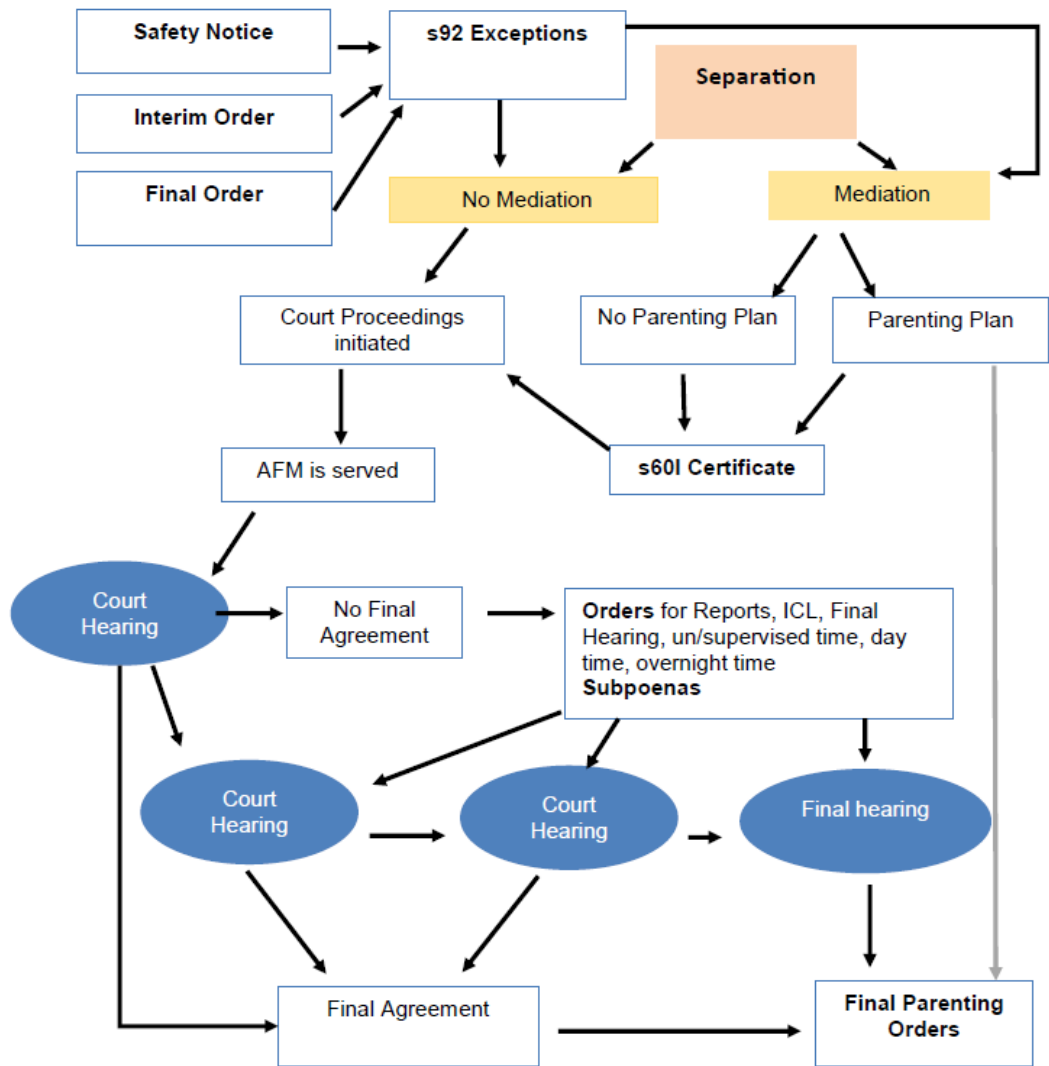 Safety Notice
s92 Exceptions
Separation
Interim Order
Final Order
No Mediation
Mediation
Court Proceedings
initiated
No Parenting Plan
Parenting Plan
AFM is served
s60I Certificate
Court
Hearing
No Final
Agreement
Orders for Reports, ICL, Final
Hearing, un/supervised time, day
time, overnight time
Subpoenas
Court
Hearing
Court
Hearing
Final hearing
Final Agreement
Final Parenting
Orders